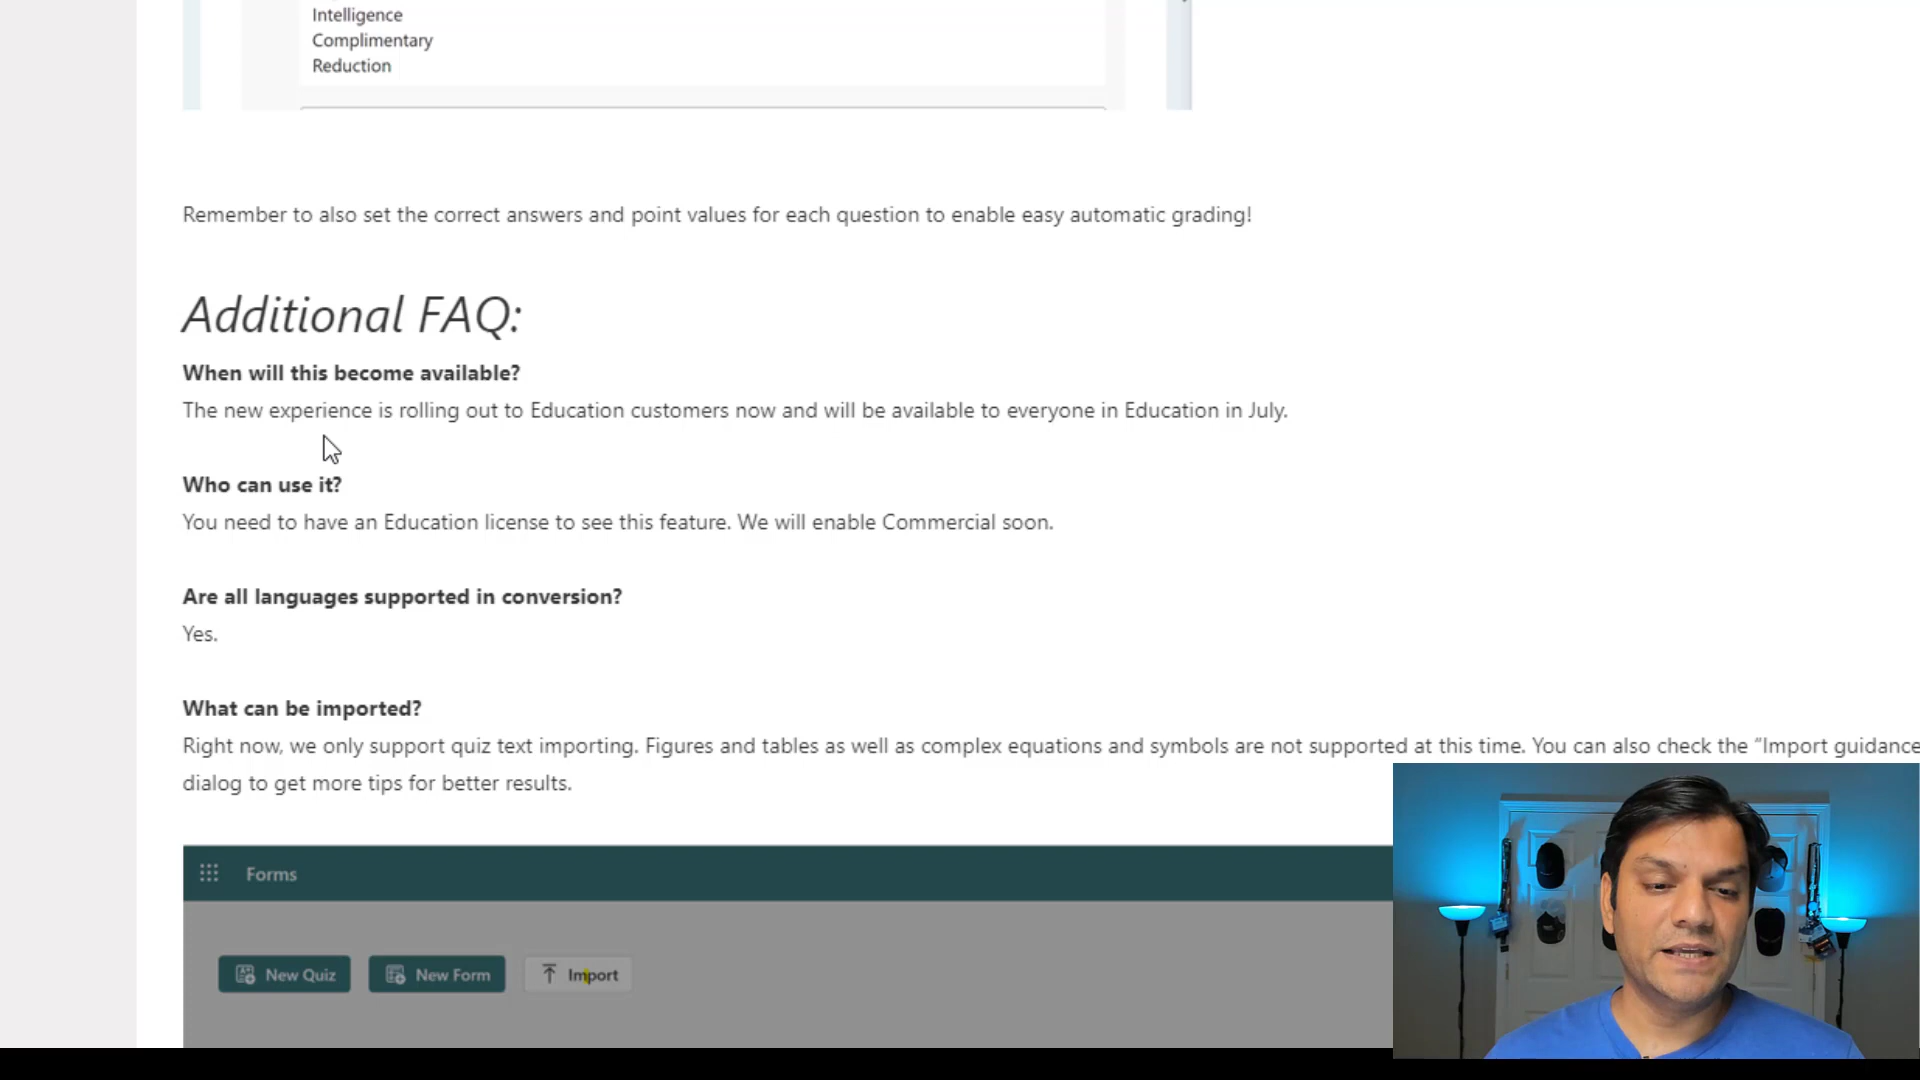 Intelligence
Complimentary
Reduction
Remember to also set the correct answers and point values for each question to enable easy automatic grading!
Additional FAQ:
When will this become available?
The new experience is rolling out to Education customers now and will be available to everyone in Education in July.
Who can use it?
You need to have an Education license to see this feature. We will enable Commercial soon.
Are all languages supported in conversion?
Yes.
What can be imported?
Right now, we only support quiz text importing. Figures and tables as well as complex equations and symbols are not supported at this time. You can also check the “Import guidance
dialog to get more tips for better results.
Forms
New Quiz New Form Import